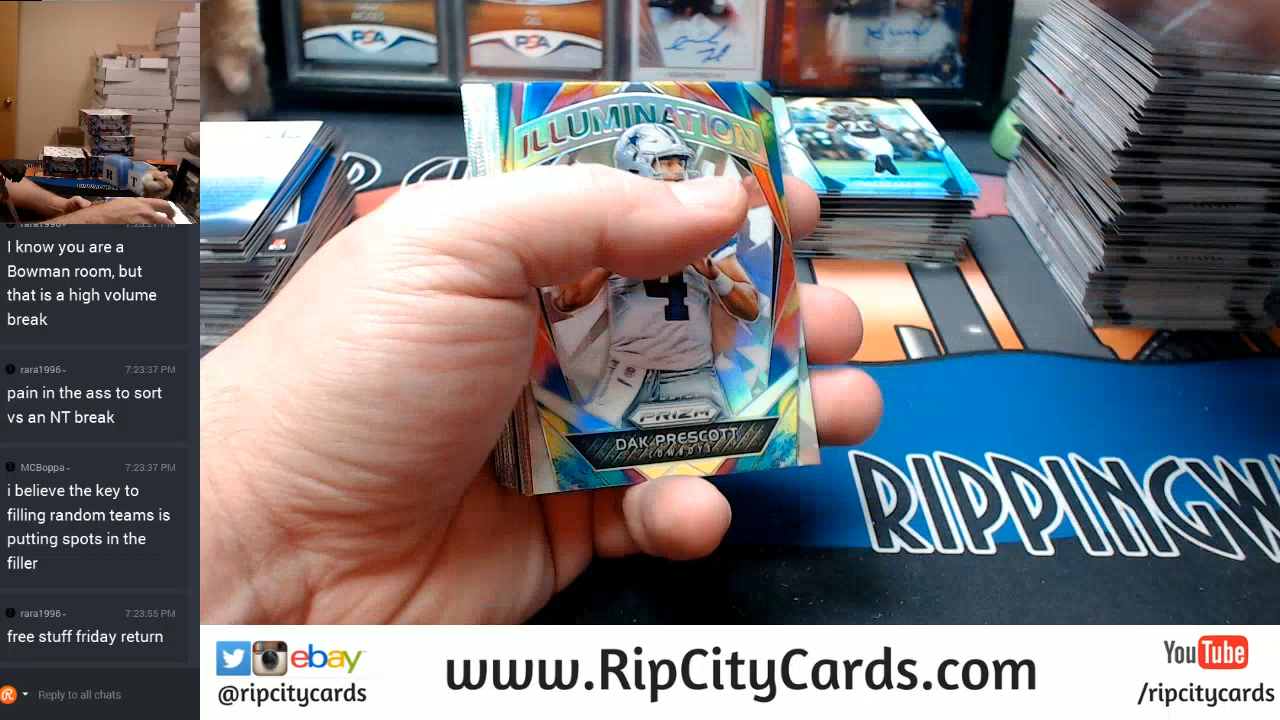 I know you are a
Bowman room, but
that is a high volume
break
rara1996
7:23:37 PM
pain in the ass to sort
vs an NT break
MCBoppa
7:23:37 PM
i believe the key to
filling random teams is
putting spots in the
filler
rara1996
7:23:55 PM
free stuff friday return
Reply to all chats
PSA
PSA
ILLUMINATION
4
PRIZM
DAK PRESCOTT
COWBOYS
RIPPINGW
ebay
@ripcitycards
www.RipCityCards.com
YouTube
/ripcitycards